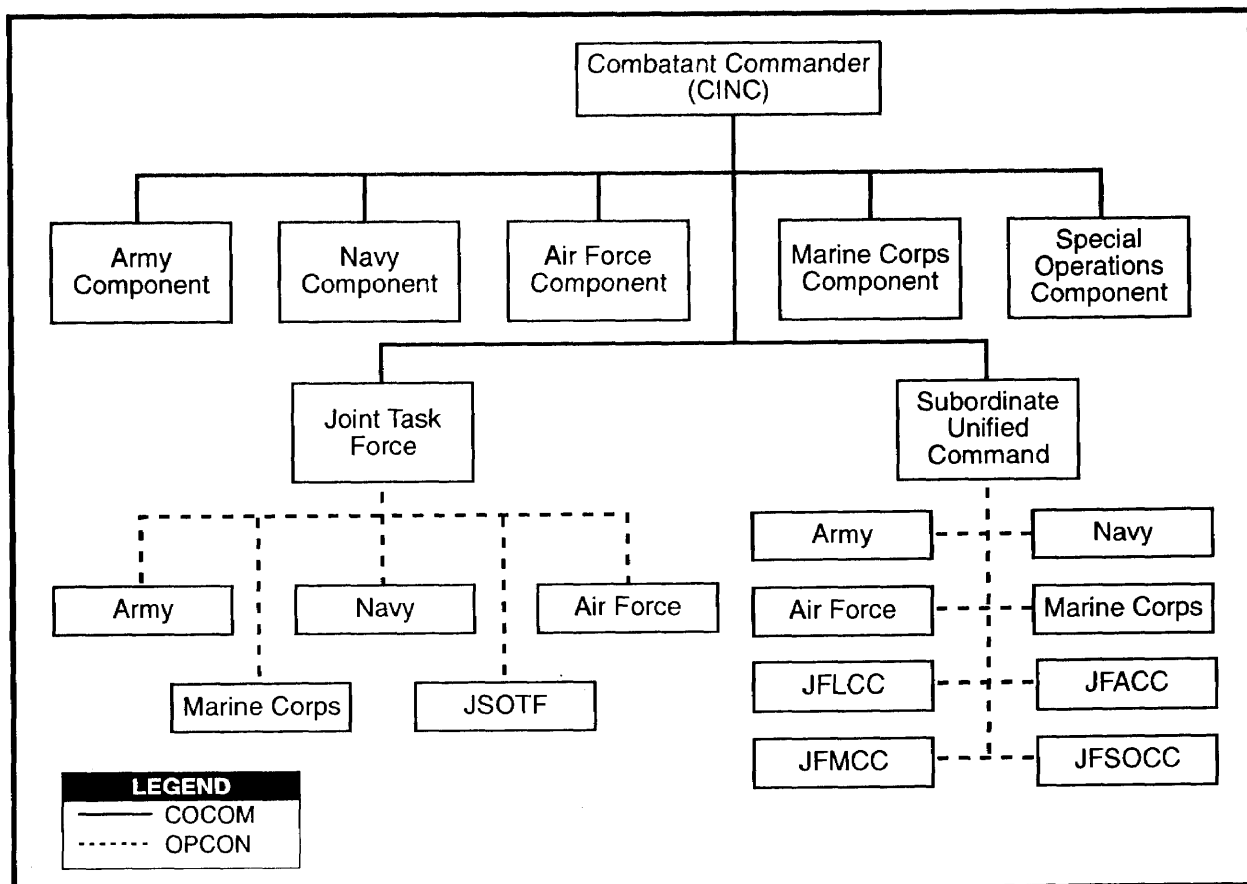 Combatant Commander
(CINC)
Army
Component
Navy
Component
Air Force
Component
Marine Corps
Component
Special
Operations
Component
Joint Task
Force
Subordinate
Unified
Command
Army
Navy
Air Force
Marine Corps
JSOTF
Army
Navy
Air Force
Marine Corps
JFLCC
JFACC
JFMCC
JFSOCC
LEGEND
COCOM
OPCON